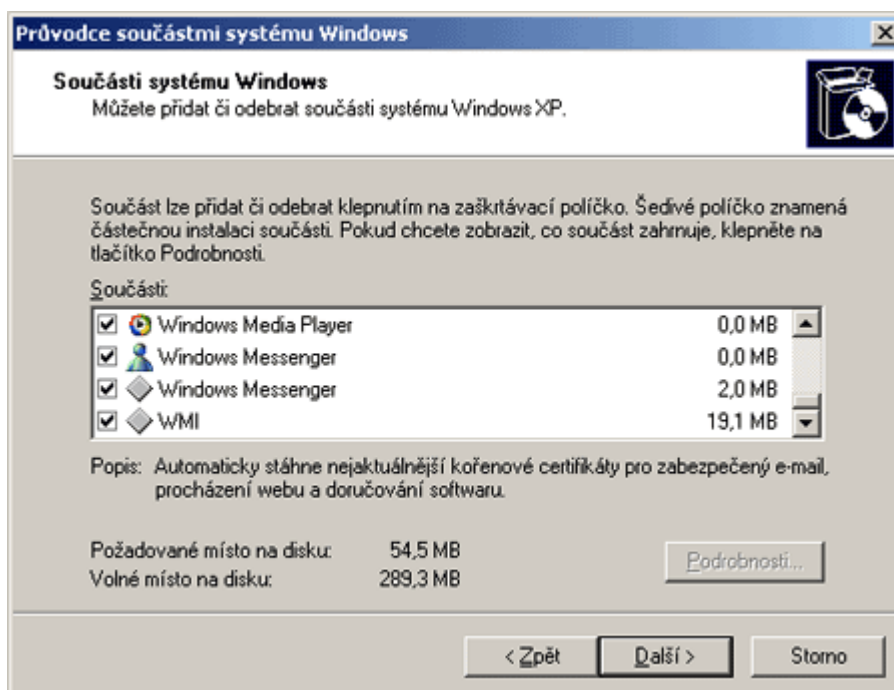 Průvodce součástmi systému Windows
Součásti systému Windows
Můžete přidat či odebrat součásti systému Windows XP.
Součást lze přidat či odebrat klepnutím na zaškrtávací políčko. Šedivé políčko znamená
částečnou instalaci součásti. Pokud chcete zobrazit, co součást zahrnuje, klepněte na
tlačítko Podrobnosti.
Součásti:
Windows Media Player 0,0 MB
Windows Messenger 0,0 MB
Windows Messenger 2,0 MB
WMI 19,1 MB
Popis: Automaticky stáhne nejaktuálnější kořenové certifikáty pro zabezpečený e-mail,
procházení webu a doručování softwaru.
Požadované místo na disku: 54,5 MB
Volné místo na disku: 289,3 MB
Podrobnosti...
< Zpět Další > Storno